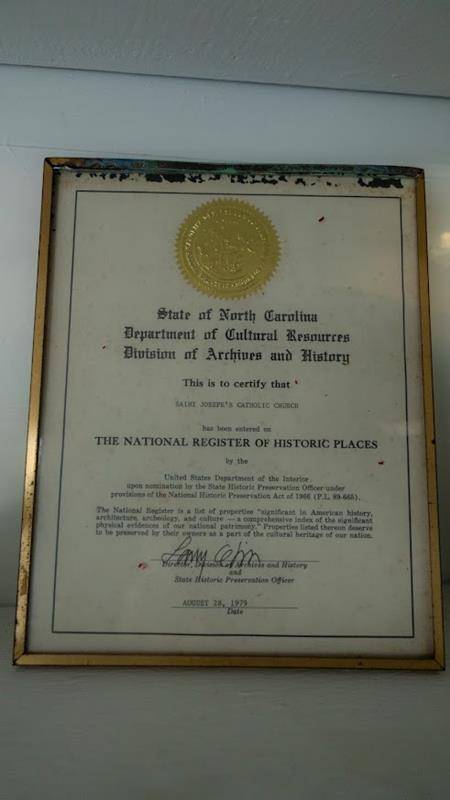 State of North Carolina
Department of Cultural Resources
Division of Archives and History
This is to certify that
SAINT JOSEPH'S CATHOLIC CHURCH
has been entered on
THE NATIONAL REGISTER OF HISTORIC PLACES
by the
United States Department of the Interior
upon nomination by the State Historic Preservation Officer under
provisions of the National Historic Preservation Act of 1966 (P.L. 89-665).
The National Register is a list of properties "significant in American history,
architecture, archeology, and culture — a comprehensive index of the significant
physical evidences of our national patrimony." Properties listed thereon deserve
to be preserved by their owners as a part of the cultural heritage of our nation.
Director, Division of Archives and History
and
State Historic Preservation Officer
AUGUST 28, 1979
Date